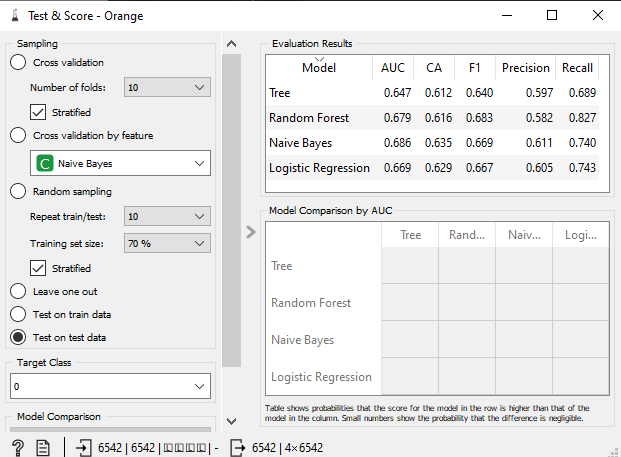 Test & Score - Orange
Sampling
Cross validation
Number of folds: 10
Stratified
Cross validation by feature
C Naive Bayes
Random sampling
Repeat train/test: 10
Training set size: 70 %
Stratified
Leave one out
Test on train data
Test on test data
Target Class
0
Model Comparison
Evaluation Results
Model AUC CA F1 Precision Recall
Tree 0.647 0.612 0.640 0.597 0.689
Random Forest 0.679 0.616 0.683 0.582 0.827
Naive Bayes 0.686 0.635 0.669 0.611 0.740
Logistic Regression 0.669 0.629 0.667 0.605 0.743
Model Comparison by AUC
Tree Rand... Naiv... Logi...
Tree
Random Forest
Naive Bayes
Logistic Regression
Table shows probabilities that the score for the model in the row is higher than that of the
model in the column. Small numbers show the probability that the difference is negligible.
? 6542 | 6542 | | - 6542 | 4×6542